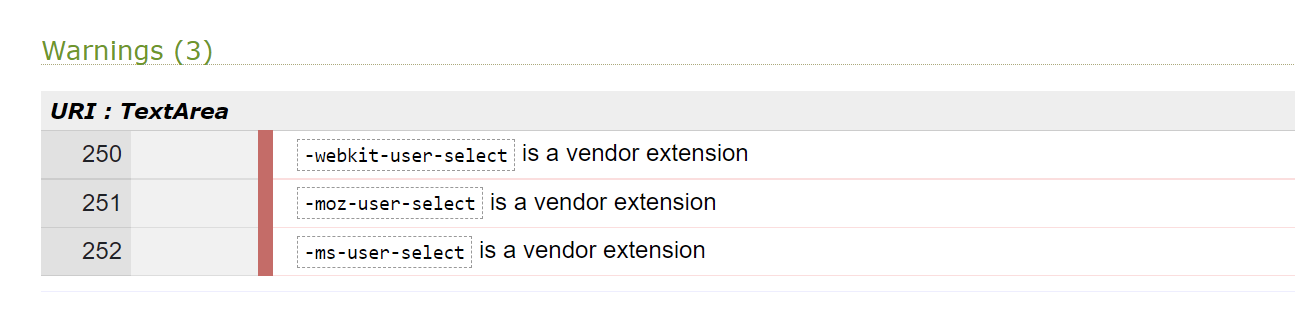 Warnings (3)
URI : TextArea
250 -webkit-user-select is a vendor extension
251 -moz-user-select is a vendor extension
252 -ms-user-select is a vendor extension